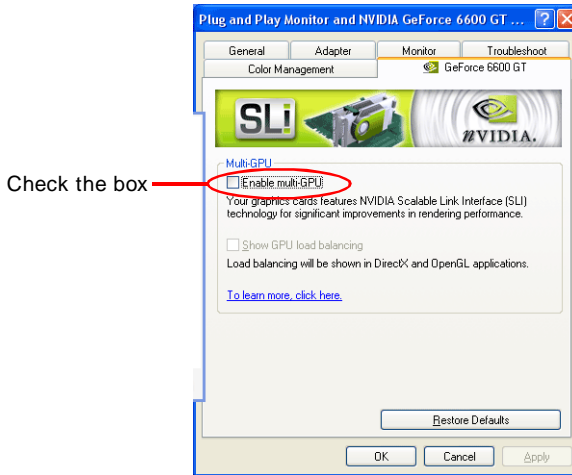 Plug and Play Monitor and NVIDIA GeForce 6600 GT ...
General Adapter Monitor Troubleshoot
Color Management GeForce 6600 GT
SLI NVIDIA.
Multi-GPU
Check the box
Enable multi-GPU
Your graphics cards features NVIDIA Scalable Link Interface (SLI)
technology for significant improvements in rendering performance.
Show GPU load balancing
Load balancing will be shown in DirectX and OpenGL applications.
To learn more, click here.
Restore Defaults
OK Cancel Apply